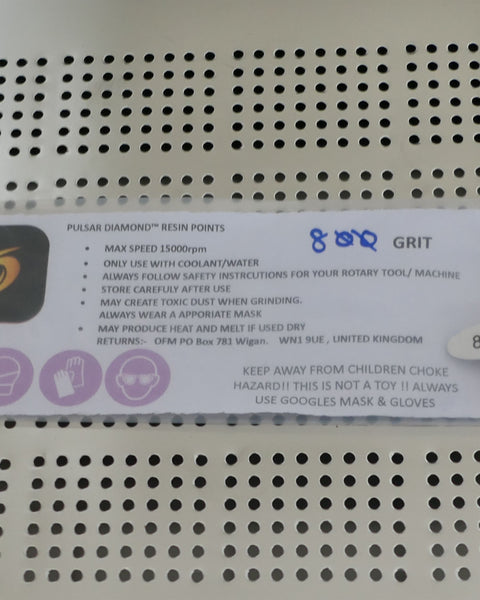 PULSAR DIAMOND™ RESIN POINTS
• MAX SPEED 15000rpm
800 GRIT
• ONLY USE WITH COOLANT/WATER
• ALWAYS FOLLOW SAFETY INSTRCUTIONS FOR YOUR ROTARY TOOL/ MACHINE
• STORE CAREFULY AFTER USE
• MAY CREATE TOXIC DUST WHEN GRINDING.
ALWAYS WEAR A APPORIATE MASK
• MAY PRODUCE HEAT AND MELT IF USED DRY
RETURNS:- OFM PO Box 781 Wigan. WN1 9UE , UNITED KINGDOM
KEEP AWAY FROM CHILDREN CHOKE
HAZARD!! THIS IS NOT A TOY !! ALWAYS
USE GOOGLES MASK & GLOVES